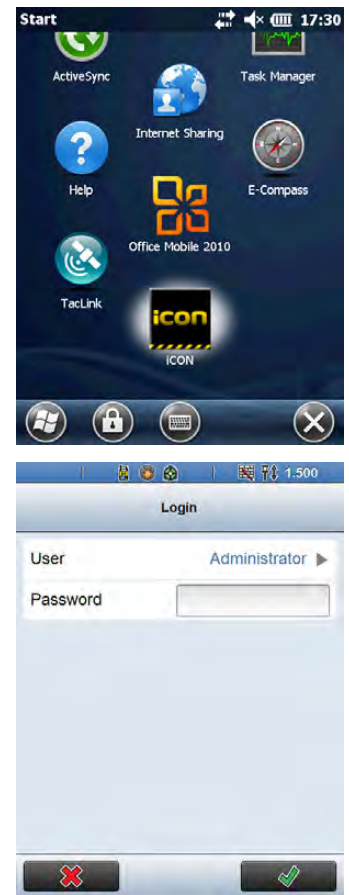 Start 17:30
ActiveSync
Task Manager
Internet Sharing
Help
E-Compass
Office Mobile 2010
TacLink
iCON
iCON
1.500
Login
User Administrator
Password